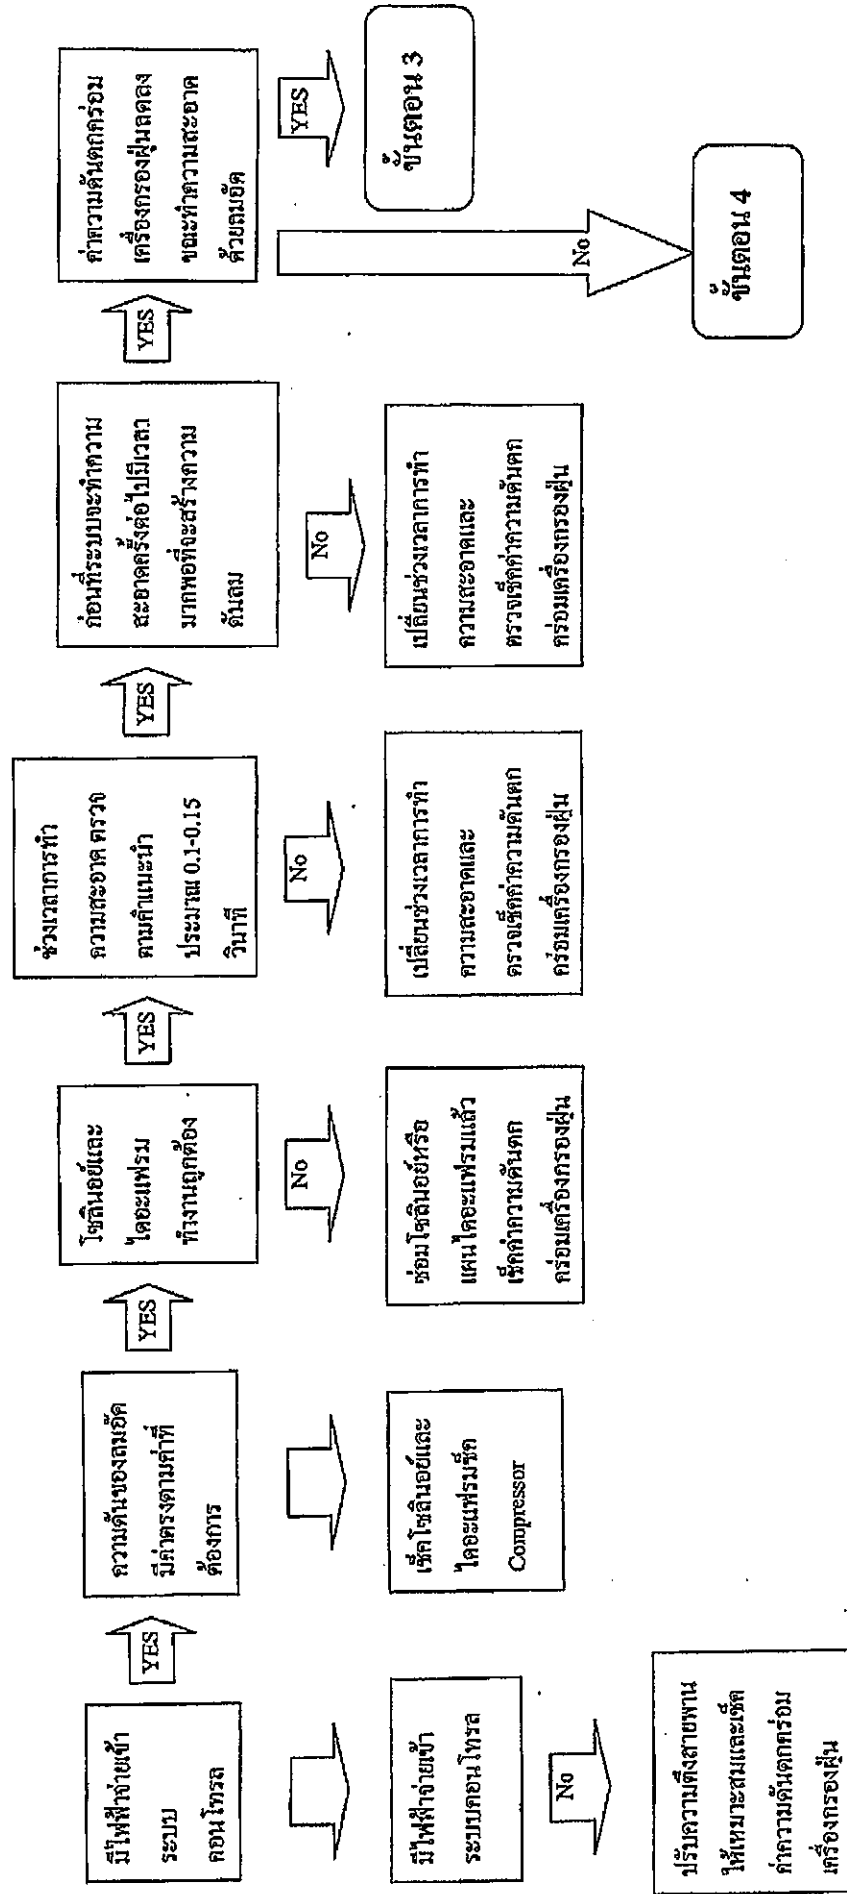 มีไฟฟ้าจ่ายเข้า
ระบบ
คอนโทรล
YES
ความดันของลมอัด
มีค่าตรงตามค่าที่
ต้องการ
YES
โซลินอย์และ
ไดอะแฟรม
ทำงานถูกต้อง
YES
ช่วงเวลาการทำ
ความสะอาด ตรวจ
ตามคำแนะนำ
ประมาณ 0.1-0.15
วินาที
YES
ก่อนที่ระบบจะทำความ
สะอาดครั้งต่อไปมีเวลา
มากพอที่จะสร้างความ
ดันลม
YES
ค่าความดันตกคร่อม
เครื่องกรองฝุ่นลดลง
ขณะทำความสะอาด
ด้วยลมอัด
No
No
No
YES
มีไฟฟ้าจ่ายเข้า
ระบบคอนโทรล
เช็คโซลินอย์และ
ไดอะแฟรมเช็ค
Compressor
ซ่อมโซลินอย์หรือ
แผ่นไดอะแฟรมแล้ว
เช็คค่าความดันตก
คร่อมเครื่องกรองฝุ่น
เปลี่ยนช่วงเวลาการทำ
ความสะอาดและ
ตรวจเช็คค่าความดันตก
คร่อมเครื่องกรองฝุ่น
เปลี่ยนช่วงเวลาการทำ
ความสะอาดและ
ตรวจเช็คค่าความดันตก
คร่อมเครื่องกรองฝุ่น
ขั้นตอน 3
No
No
ปรับความตึงสายพาน
ให้เหมาะสมและเช็ค
ค่าความดันตกคร่อม
เครื่องกรองฝุ่น
ขั้นตอน 4